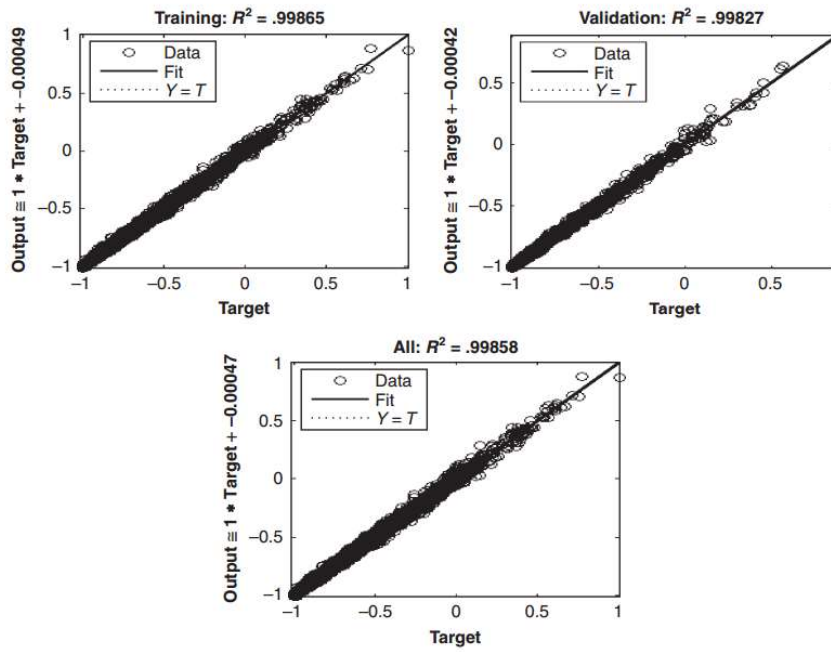 Training: R² = .99865
Output ≅ 1 * Target + -0.00049
1
0.5
0
-0.5
-1
Data
Fit
Y = T
-1
-0.5
0
0.5
1
Target
Validation: R² = .99827
Output ≅ 1 * Target + -0.00042
0.5
0
-0.5
-1
Data
Fit
Y = T
-1
-0.5
0
0.5
Target
All: R² = .99858
Output ≅ 1 * Target + -0.00047
1
0.5
0
-0.5
-1
Data
Fit
Y = T
-1
-0.5
0
0.5
1
Target